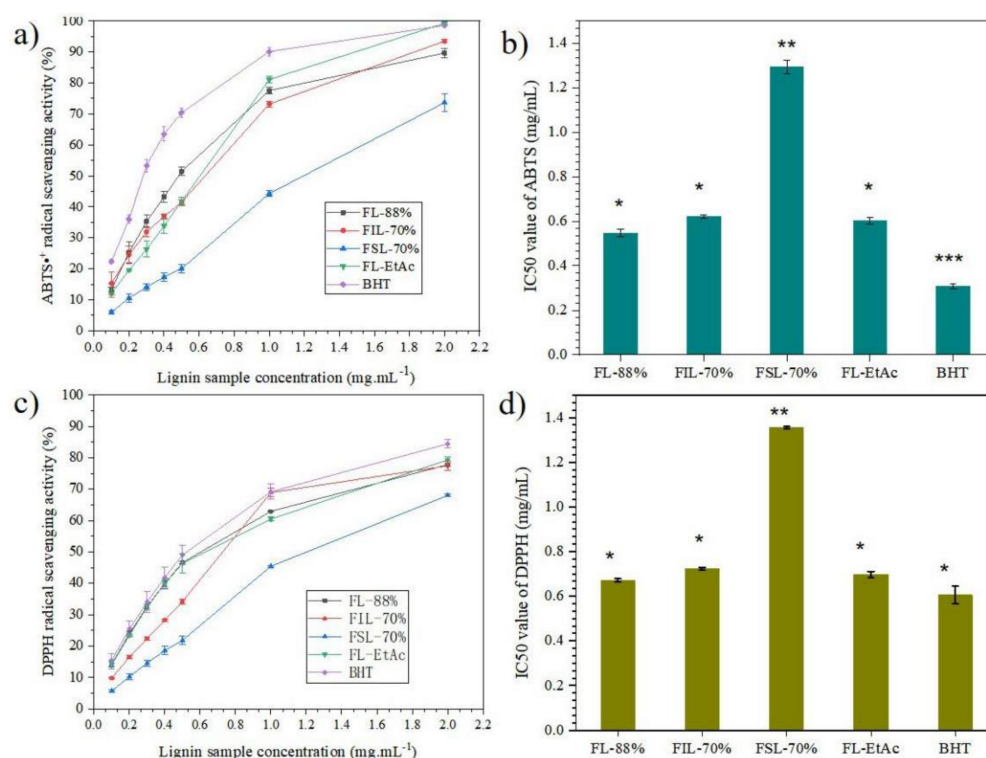 a)
ABTS•⁺ radical scavenging activity (%)
100
90
80
70
60
50
40
30
20
10
0
FL-88%
FIL-70%
FSL-70%
FL-EtAc
BHT
0.0 0.2 0.4 0.6 0.8 1.0 1.2 1.4 1.6 1.8 2.0 2.2
Lignin sample concentration (mg.mL⁻¹)
b)
IC50 value of ABTS (mg/mL)
1.4
1.2
1.0
0.8
0.6
0.4
0.2
0.0
* * ** * ***
FL-88% FIL-70% FSL-70% FL-EtAc BHT
c)
DPPH radical scavenging activity (%)
100
90
80
70
60
50
40
30
20
10
0
FL-88%
FIL-70%
FSL-70%
FL-EtAC
BHT
0.0 0.2 0.4 0.6 0.8 1.0 1.2 1.4 1.6 1.8 2.0 2.2
Lignin sample concentration (mg.mL⁻¹)
d)
IC50 value of DPPH (mg/mL)
1.4
1.2
1.0
0.8
0.6
0.4
0.2
0.0
* * ** * *
FL-88% FIL-70% FSL-70% FL-EtAc BHT